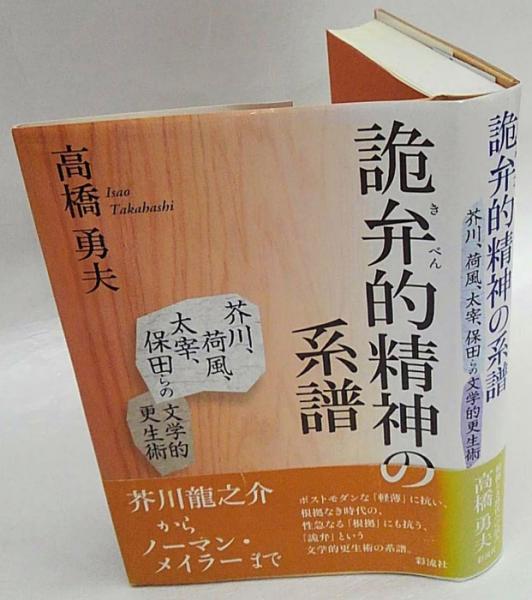 詭弁的精神の
きべん
系譜
高橋勇夫
Isao
Takahashi
芥川、
荷風、
太宰、
保田らの
文学的
更生術
芥川龍之介
から
ノーマン・
メイラーまで
ポストモダンな「軽薄」に抗い、
根拠なき時代の、
性急なる「根拠」にも抗う、
「詭弁」という
文学的更生術の系譜。
彩流社
詭弁的精神の系譜
芥川、荷風、太宰、保田らの文学的更生術
高橋勇夫
彩流社